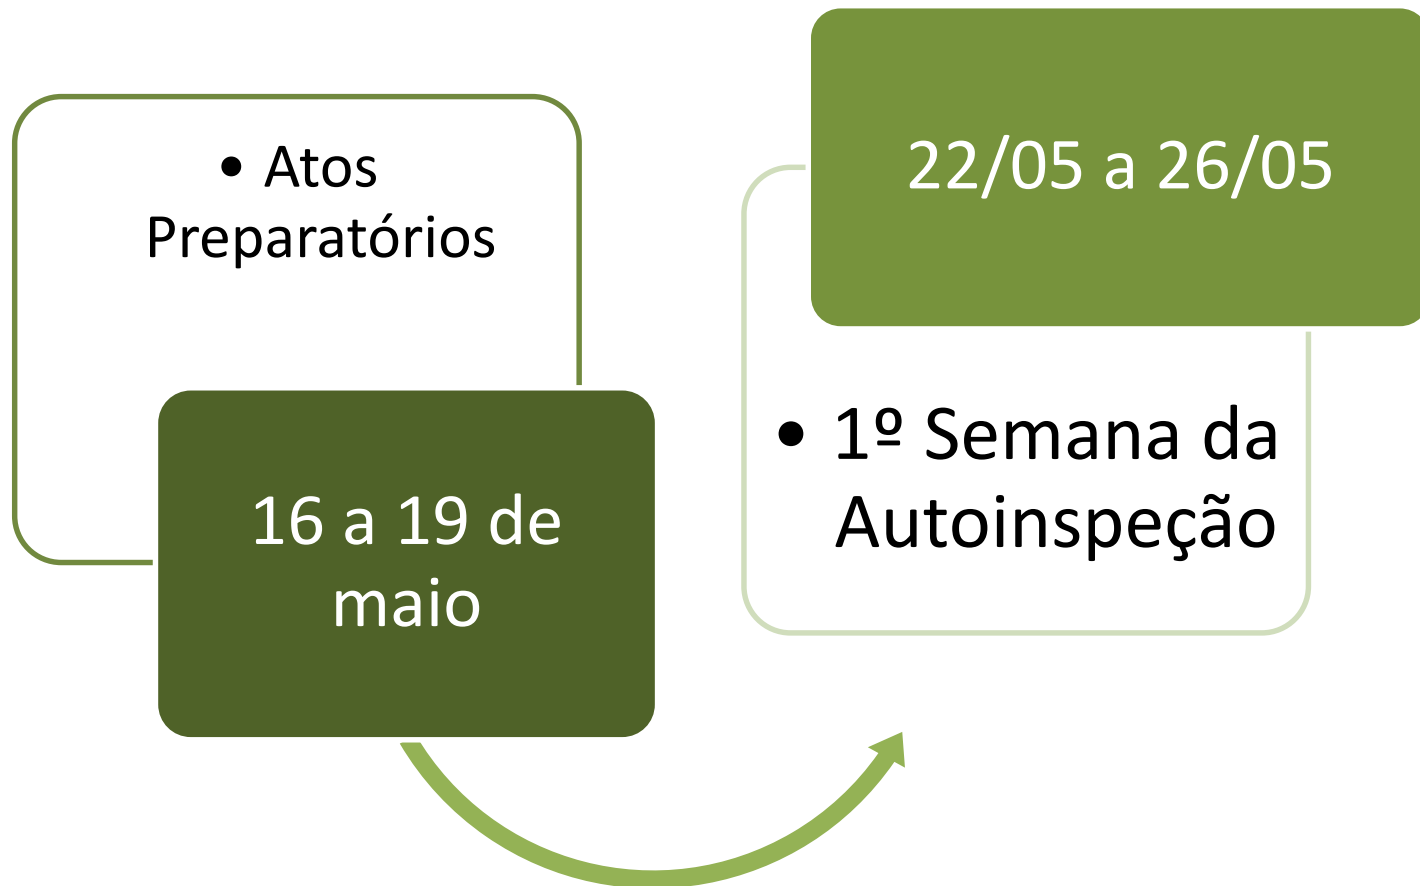 • Atos
Preparatórios
16 a 19 de
maio
22/05 a 26/05
• 1º Semana da
Autoinspeção